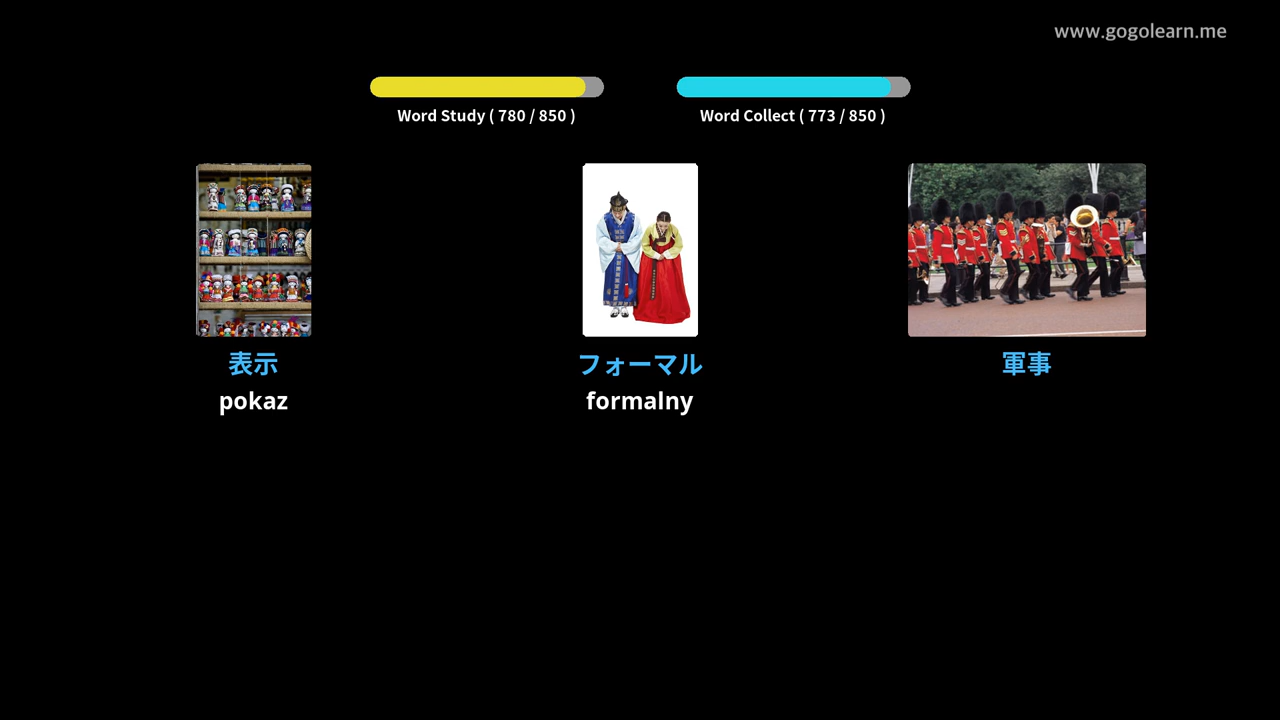 www.gogolearn.me
Word Study ( 780 / 850 )
Word Collect ( 773 / 850 )
表示
pokaz
フォーマル
formalny
軍事